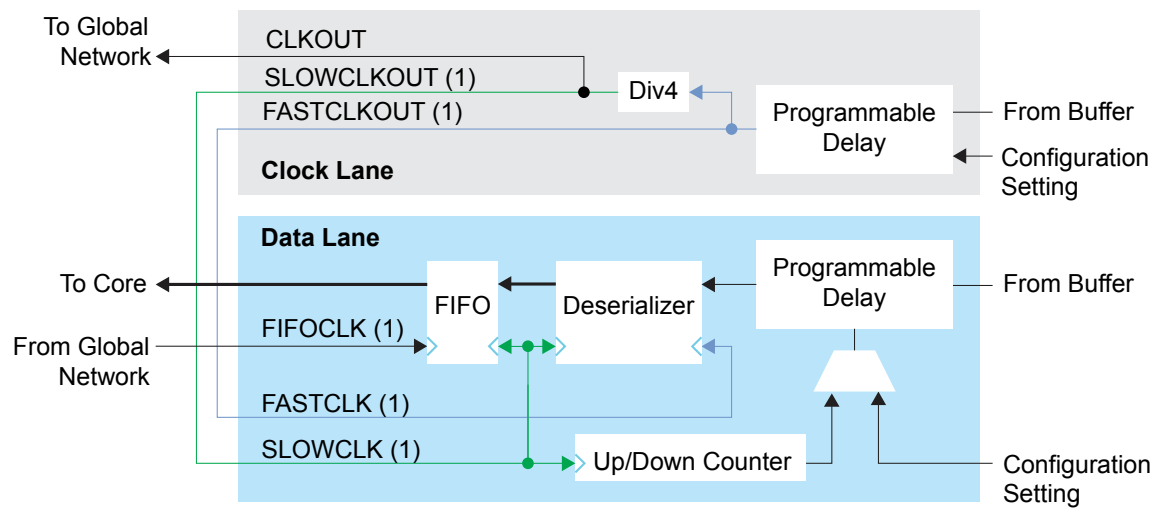 To Global
Network
CLKOUT
SLOWCLKOUT (1)
FASTCLKOUT (1)
Div4
Programmable
Delay
From Buffer
Configuration
Setting
Clock Lane
Data Lane
To Core
FIFO
Deserializer
Programmable
Delay
From Buffer
FIFOCLK (1)
From Global
Network
FASTCLK (1)
SLOWCLK (1)
Up/Down Counter
Configuration
Setting